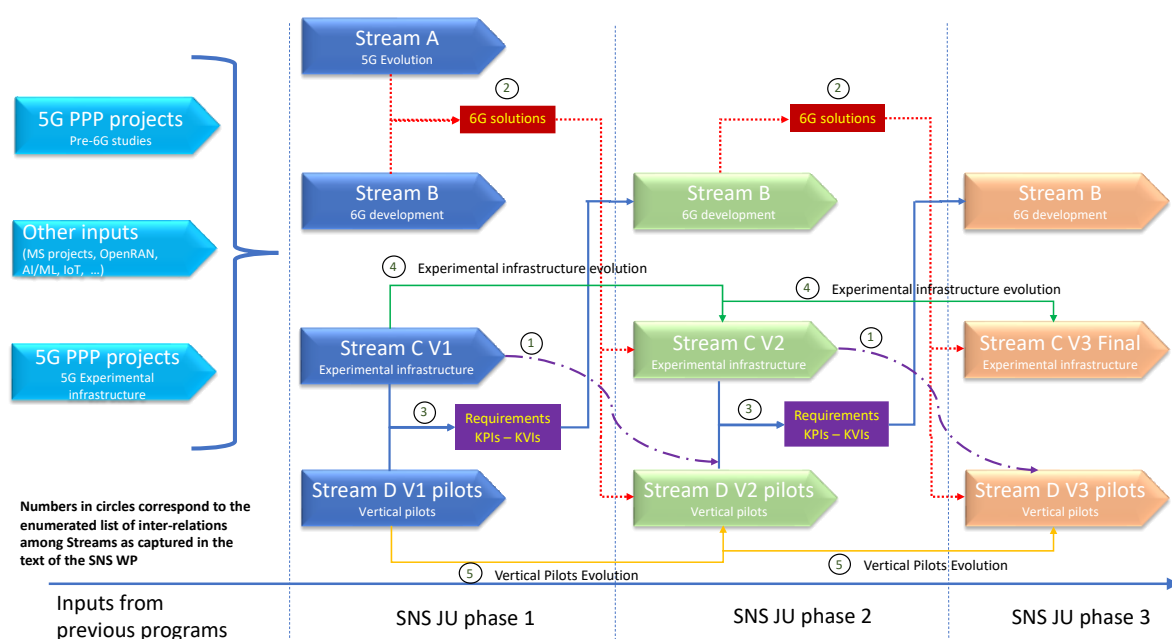 Stream A
5G Evolution
2
6G solutions
2
6G solutions
5G PPP projects
Pre-6G studies
Stream B
6G development
Stream B
6G development
Stream B
6G development
Other inputs
(MS projects, OpenRAN,
AI/ML, IoT, …)
4 Experimental infrastructure evolution
4 Experimental infrastructure evolution
5G PPP projects
5G Experimental
infrastructure
Stream C V1
Experimental infrastructure
1
Stream C V2
Experimental infrastructure
1
Stream C V3 Final
Experimental infrastructure
3
Requirements
KPIs – KVIs
3
Requirements
KPIs – KVIs
Stream D V1 pilots
Vertical pilots
Stream D V2 pilots
Vertical pilots
Stream D V3 pilots
Vertical pilots
Numbers in circles correspond to the
enumerated list of inter-relations
among Streams as captured in the
text of the SNS WP
5 Vertical Pilots Evolution
5 Vertical Pilots Evolution
Inputs from
previous programs
SNS JU phase 1
SNS JU phase 2
SNS JU phase 3